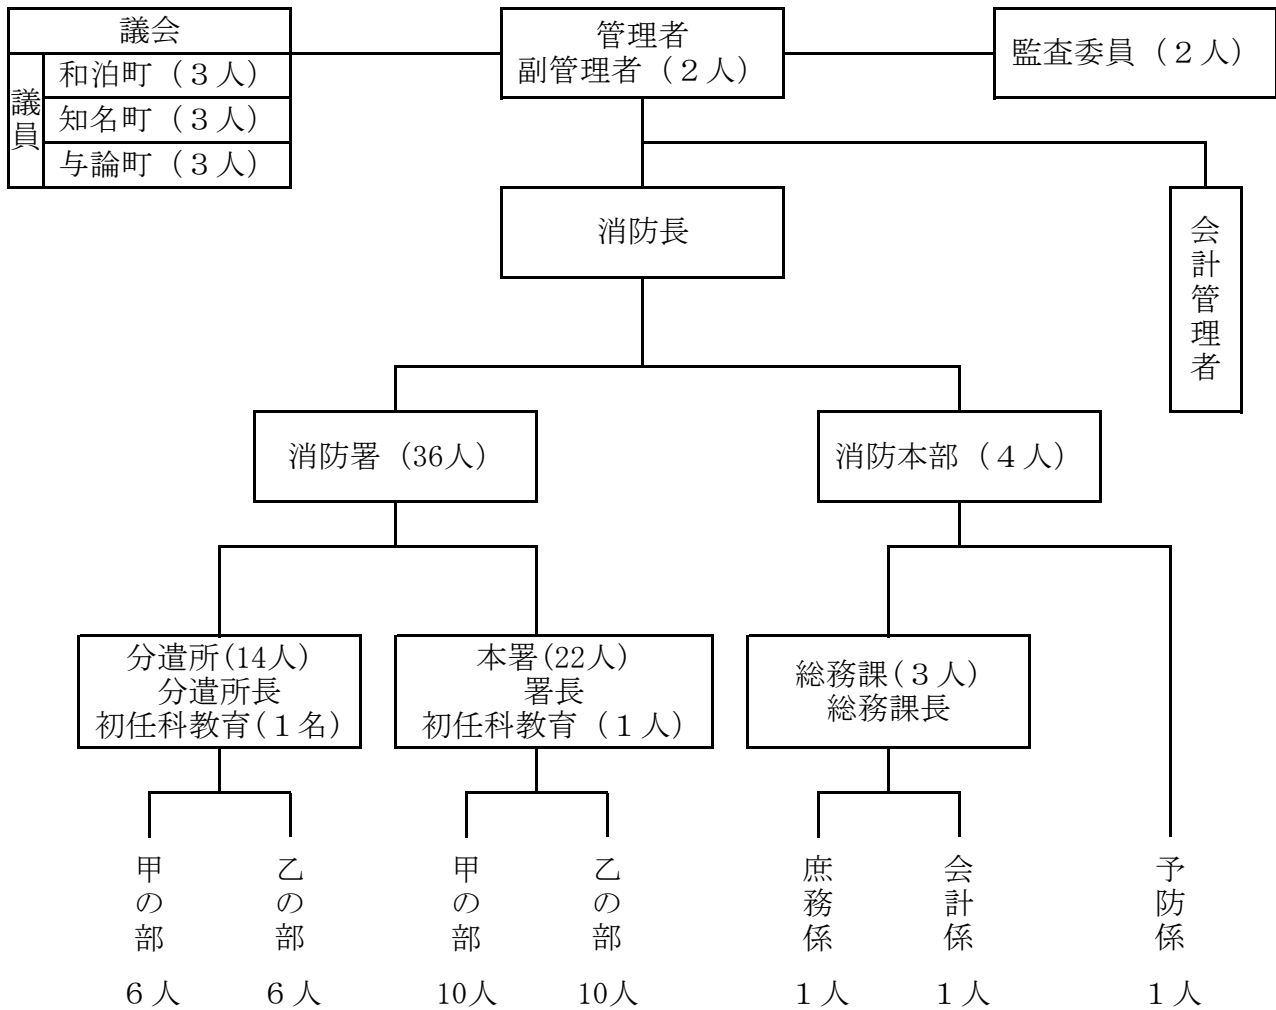 議会
議員
和泊町（３人）
知名町（３人）
与論町（３人）
管理者
副管理者（２人）
監査委員（２人）
消防長
会計管理者
消防署（36人）
消防本部（４人）
分遣所(14人)
分遣所長
初任科教育(１名)
本署(22人)
署長
初任科教育（１人）
総務課(３人)
総務課長
甲の部
６人
乙の部
６人
甲の部
10人
乙の部
10人
庶務係
１人
会計係
１人
予防係
１人